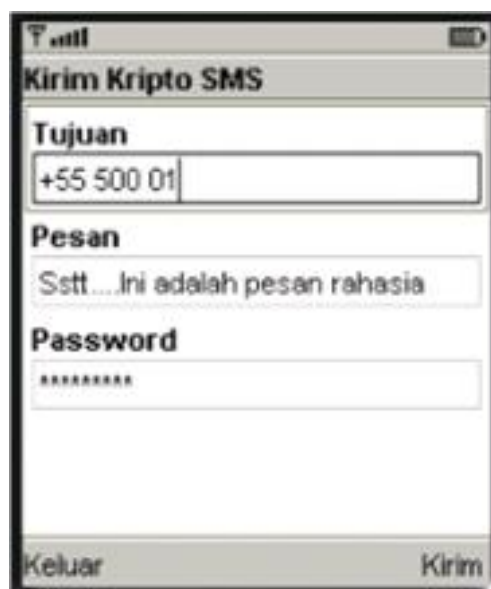 Kirim Kripto SMS
Tujuan
+55 500 01
Pesan
Sstt....Ini adalah pesan rahasia
Password
*********
Keluar Kirim